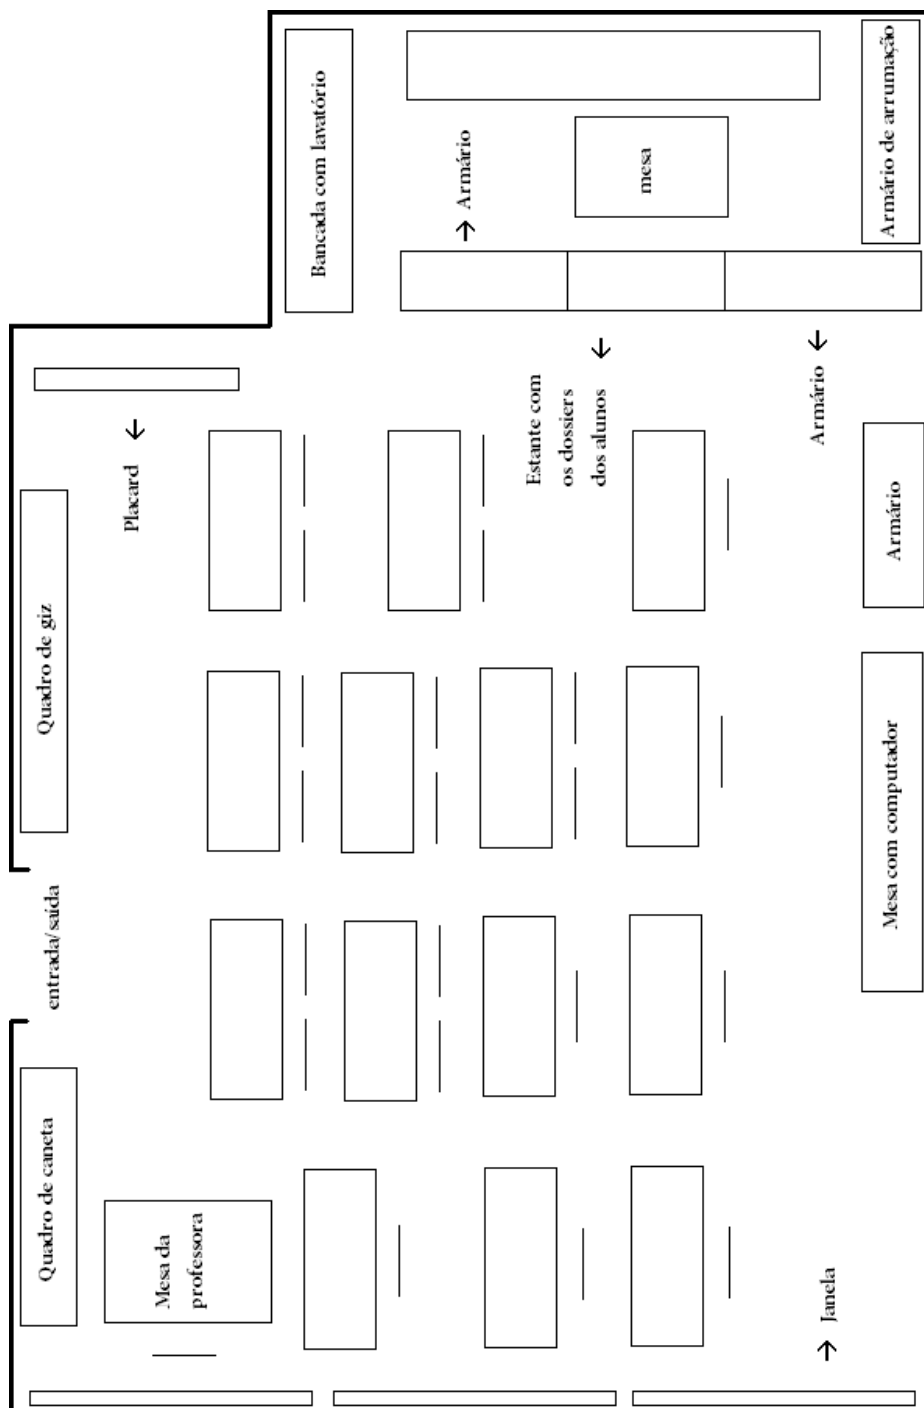 Bancada com lavatório
Armário
mesa
Armário de arrumação
Placard
Estante com
os dossiers
dos alunos
Armário
Quadro de giz
Armário
entrada/saída
Mesa com computador
Quadro de caneta
Mesa da
professora
Janela